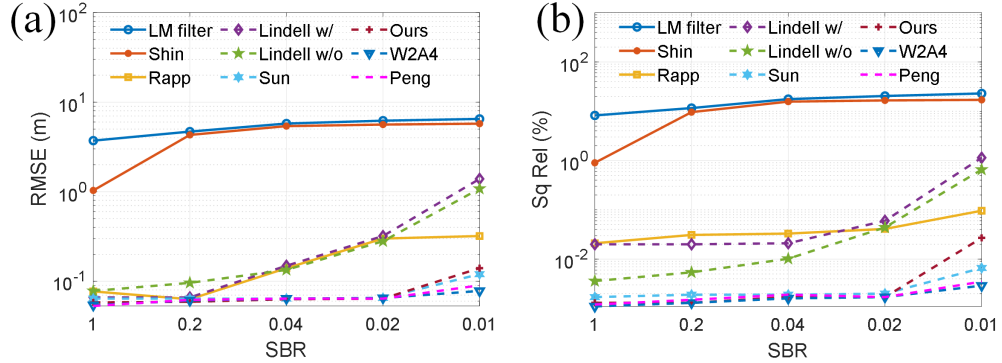 (a)
10^2
10^1
10^0
10^-1
RMSE (m)
LM filter
Shin
Rapp
Lindell w/
Lindell w/o
Sun
Ours
W2A4
Peng
1
0.2
0.04
0.02
0.01
SBR
(b)
10^2
10^0
10^-2
Sq Rel (%)
LM filter
Shin
Rapp
Lindell w/
Lindell w/o
Sun
Ours
W2A4
Peng
1
0.2
0.04
0.02
0.01
SBR